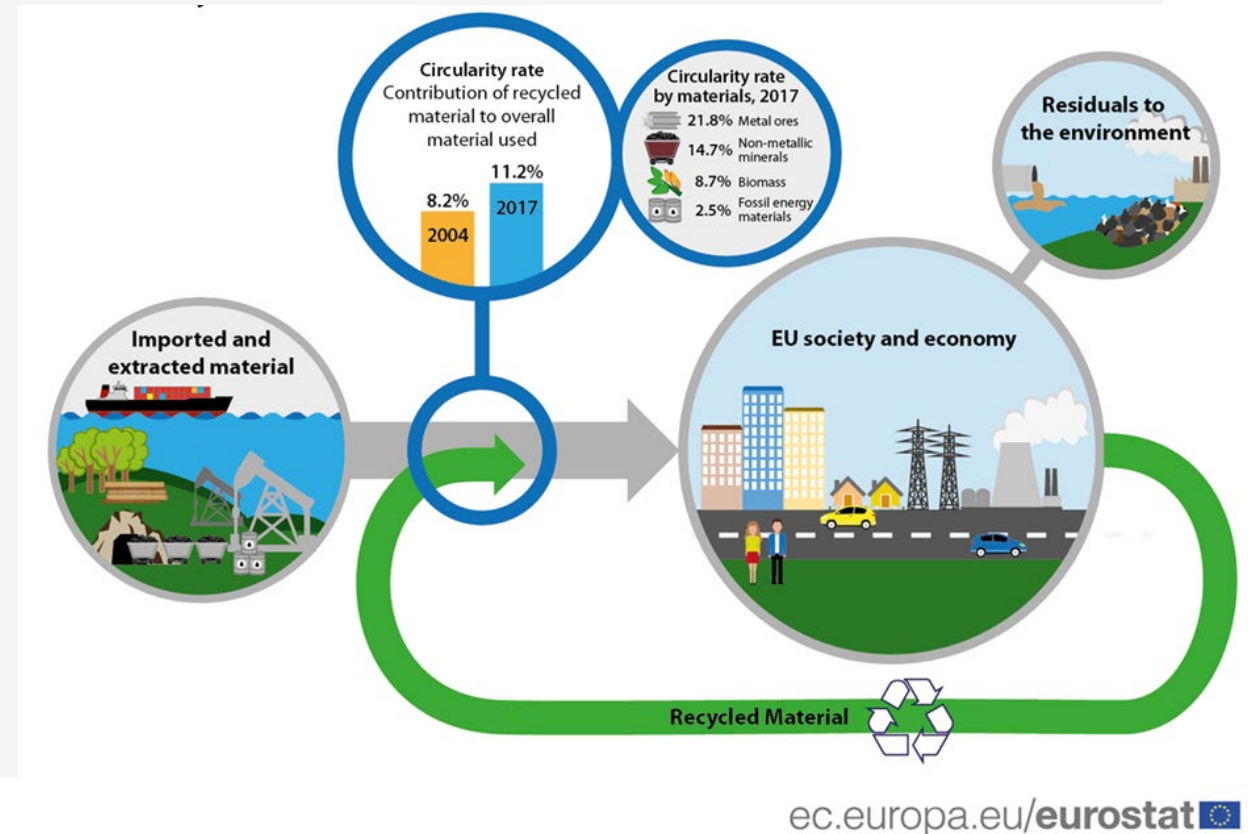 Circularity rate
Contribution of recycled
material to overall
material used
11.2%
8.2%
2017
2004
Circularity rate
by materials, 2017
21.8% Metal ores
14.7% Non-metallic
minerals
8.7% Biomass
2.5% Fossil energy
materials
Residuals to
the environment
Imported and
extracted material
EU society and economy
Recycled Material
ec.europa.eu/eurostat